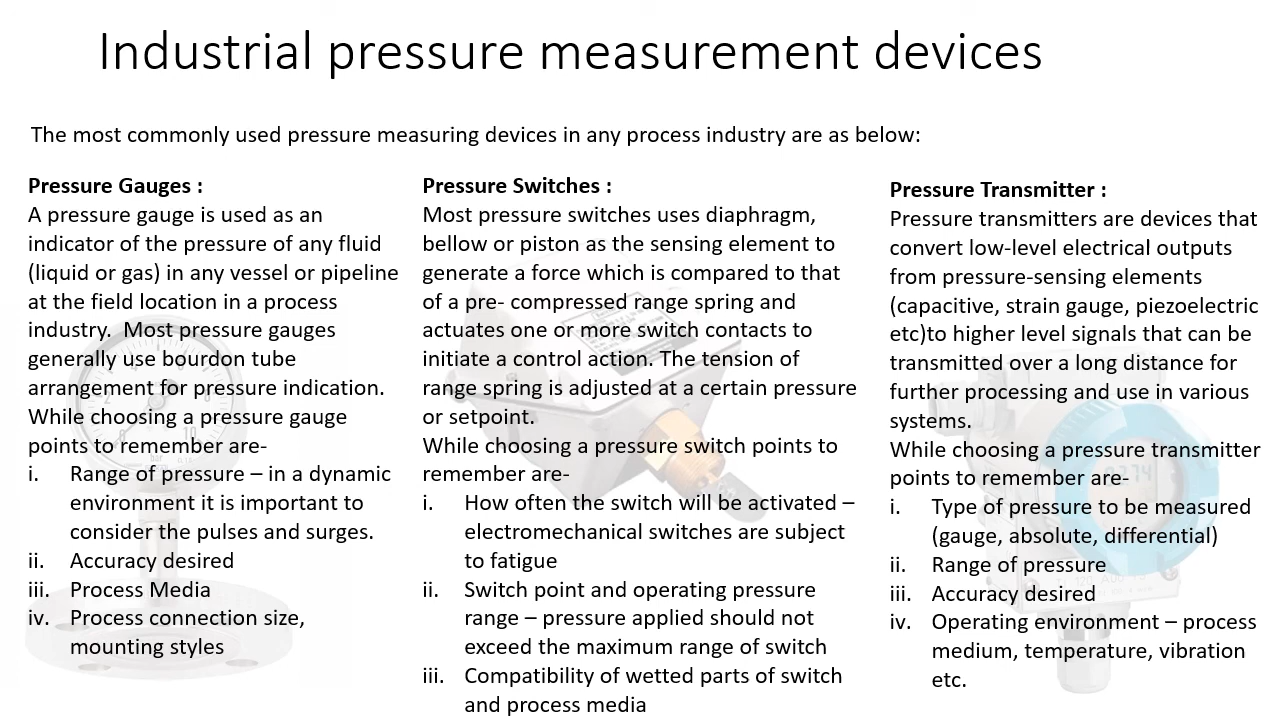 Industrial pressure measurement devices
The most commonly used pressure measuring devices in any process industry are as below:
Pressure Gauges :
A pressure gauge is used as an
indicator of the pressure of any fluid
(liquid or gas) in any vessel or pipeline
at the field location in a process
industry.  Most pressure gauges
generally use bourdon tube
arrangement for pressure indication.
While choosing a pressure gauge
points to remember are-
i. Range of pressure – in a dynamic
environment it is important to
consider the pulses and surges.
ii. Accuracy desired
iii. Process Media
iv. Process connection size,
mounting styles
Pressure Switches :
Most pressure switches uses diaphragm,
bellow or piston as the sensing element to
generate a force which is compared to that
of a pre- compressed range spring and
actuates one or more switch contacts to
initiate a control action. The tension of
range spring is adjusted at a certain pressure
or setpoint.
While choosing a pressure switch points to
remember are-
i. How often the switch will be activated –
electromechanical switches are subject
to fatigue
ii. Switch point and operating pressure
range – pressure applied should not
exceed the maximum range of switch
iii. Compatibility of wetted parts of switch
and process media
Pressure Transmitter :
Pressure transmitters are devices that
convert low-level electrical outputs
from pressure-sensing elements
(capacitive, strain gauge, piezoelectric
etc)to higher level signals that can be
transmitted over a long distance for
further processing and use in various
systems.
While choosing a pressure transmitter
points to remember are-
i. Type of pressure to be measured
(gauge, absolute, differential)
ii. Range of pressure
iii. Accuracy desired
iv. Operating environment – process
medium, temperature, vibration
etc.